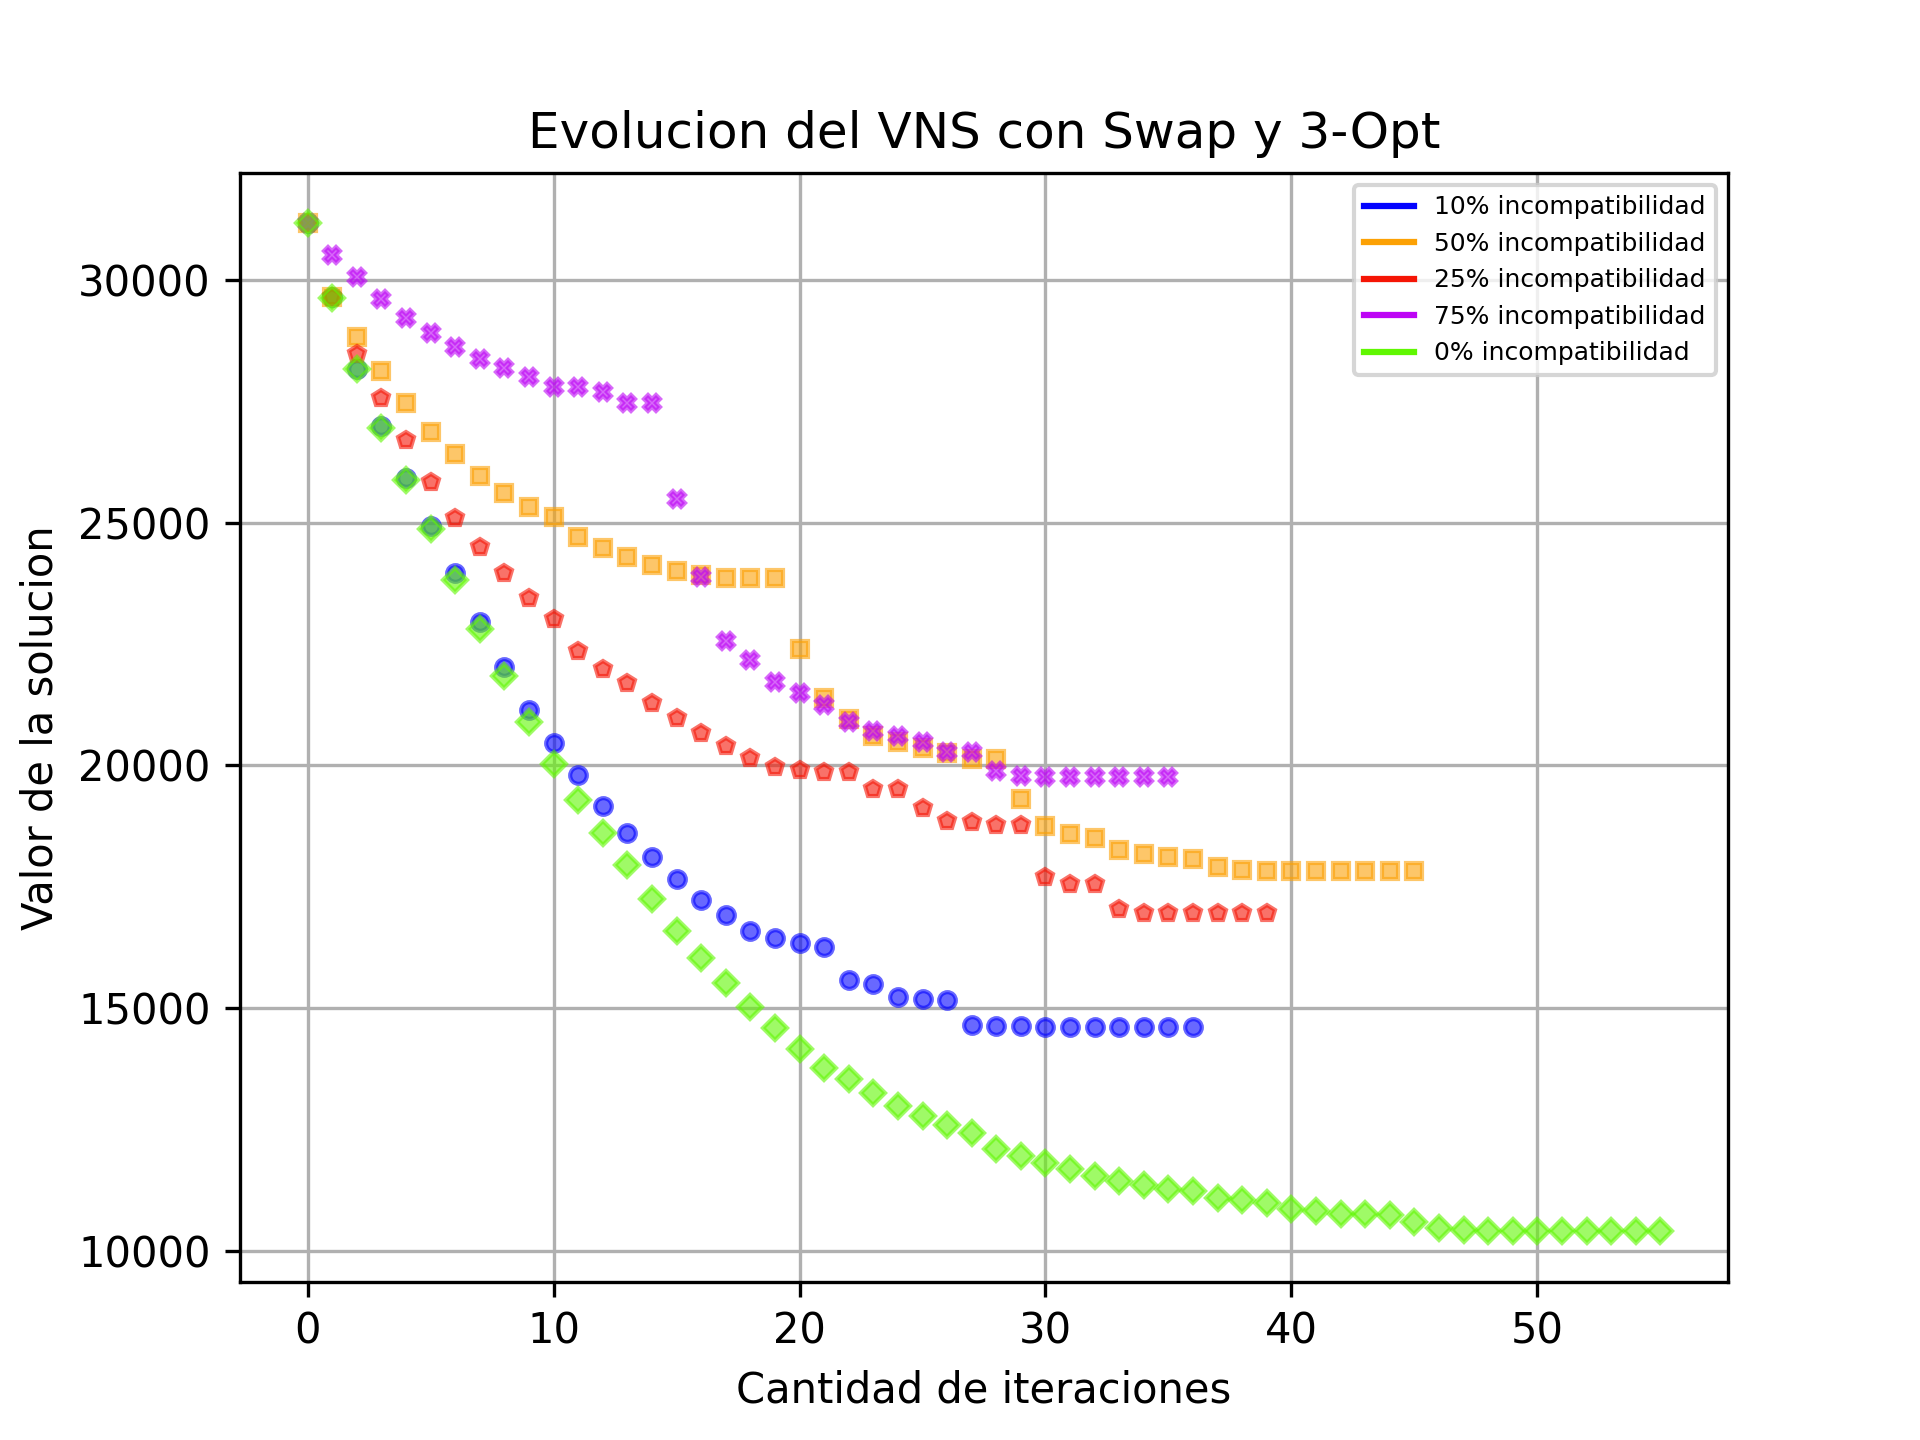 Evolucion del VNS con Swap y 3-Opt
10% incompatibilidad
50% incompatibilidad
25% incompatibilidad
75% incompatibilidad
0% incompatibilidad
Valor de la solucion
30000
25000
20000
15000
10000
0 10 20 30 40 50
Cantidad de iteraciones